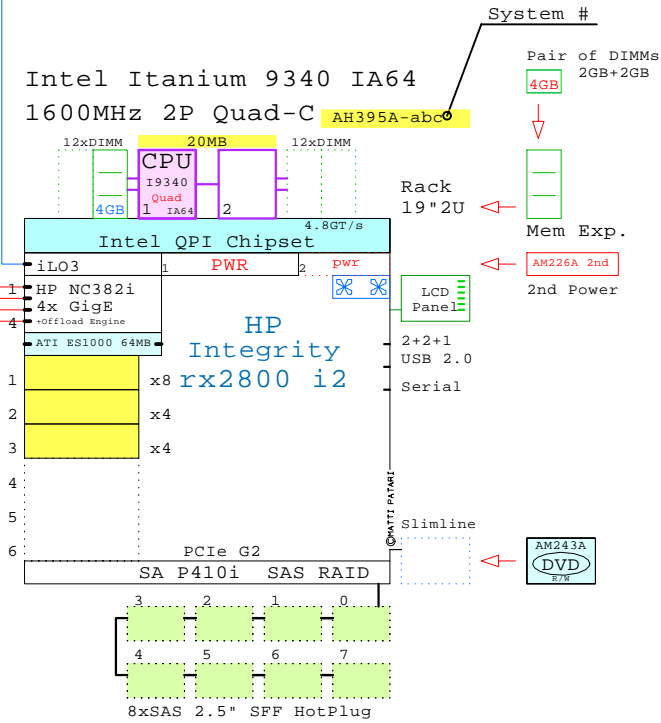 System #
Pair of DIMMs
2GB+2GB
4GB
Intel Itanium 9340 IA64
1600MHz 2P Quad-C
AH395A-abc
12xDIMM
20MB
12xDIMM
CPU
I9340
Quad
4GB
1
IA64
2
Rack
19"2U
Mem Exp.
4.8GT/s
Intel QPI Chipset
iLO3
1
PWR
2
pwr
AM226A 2nd
2nd Power
1
HP NC382i
4x GigE
4
+Offload Engine
LCD
Panel
ATI ES1000 64MB
HP
Integrity
rx2800 i2
2+2+1
USB 2.0
Serial
1
x8
2
x4
3
x4
4
5
6
©MATTI PATARI
Slimline
PCIe G2
SA P410i SAS RAID
AM243A
DVD
R/W
3 2 1 0
4 5 6 7
8xSAS 2.5" SFF HotPlug